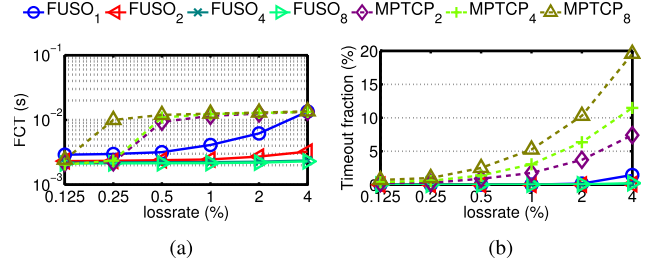 FUSO₁ FUSO₂ FUSO₄ FUSO₈ MPTCP₂ MPTCP₄ MPTCP₈
10⁻¹
10⁻²
10⁻³
FCT (s)
0.125 0.25 0.5 1 2 4
lossrate (%)
(a)
20
15
10
5
0
Timeout fraction (%)
0.125 0.25 0.5 1 2 4
lossrate (%)
(b)